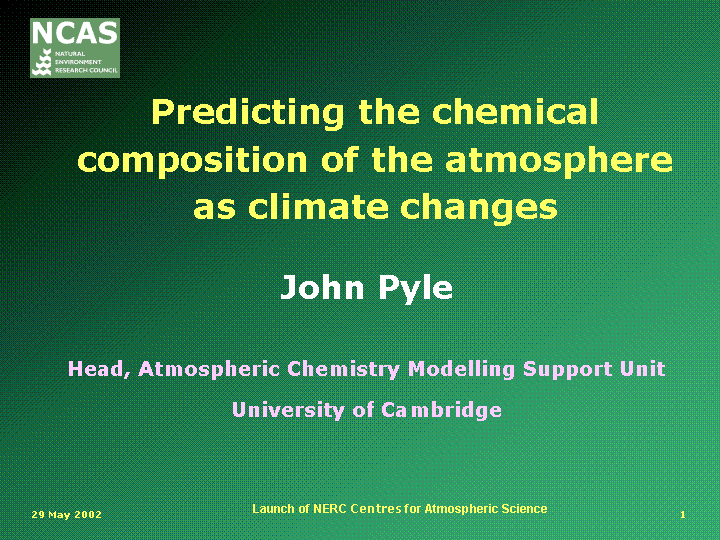 NCAS
NATURAL
ENVIRONMENT
RESEARCH COUNCIL
Predicting the chemical
composition of the atmosphere
as climate changes
John Pyle
Head, Atmospheric Chemistry Modelling Support Unit
University of Cambridge
29 May 2002
Launch of NERC Centres for Atmospheric Science
1